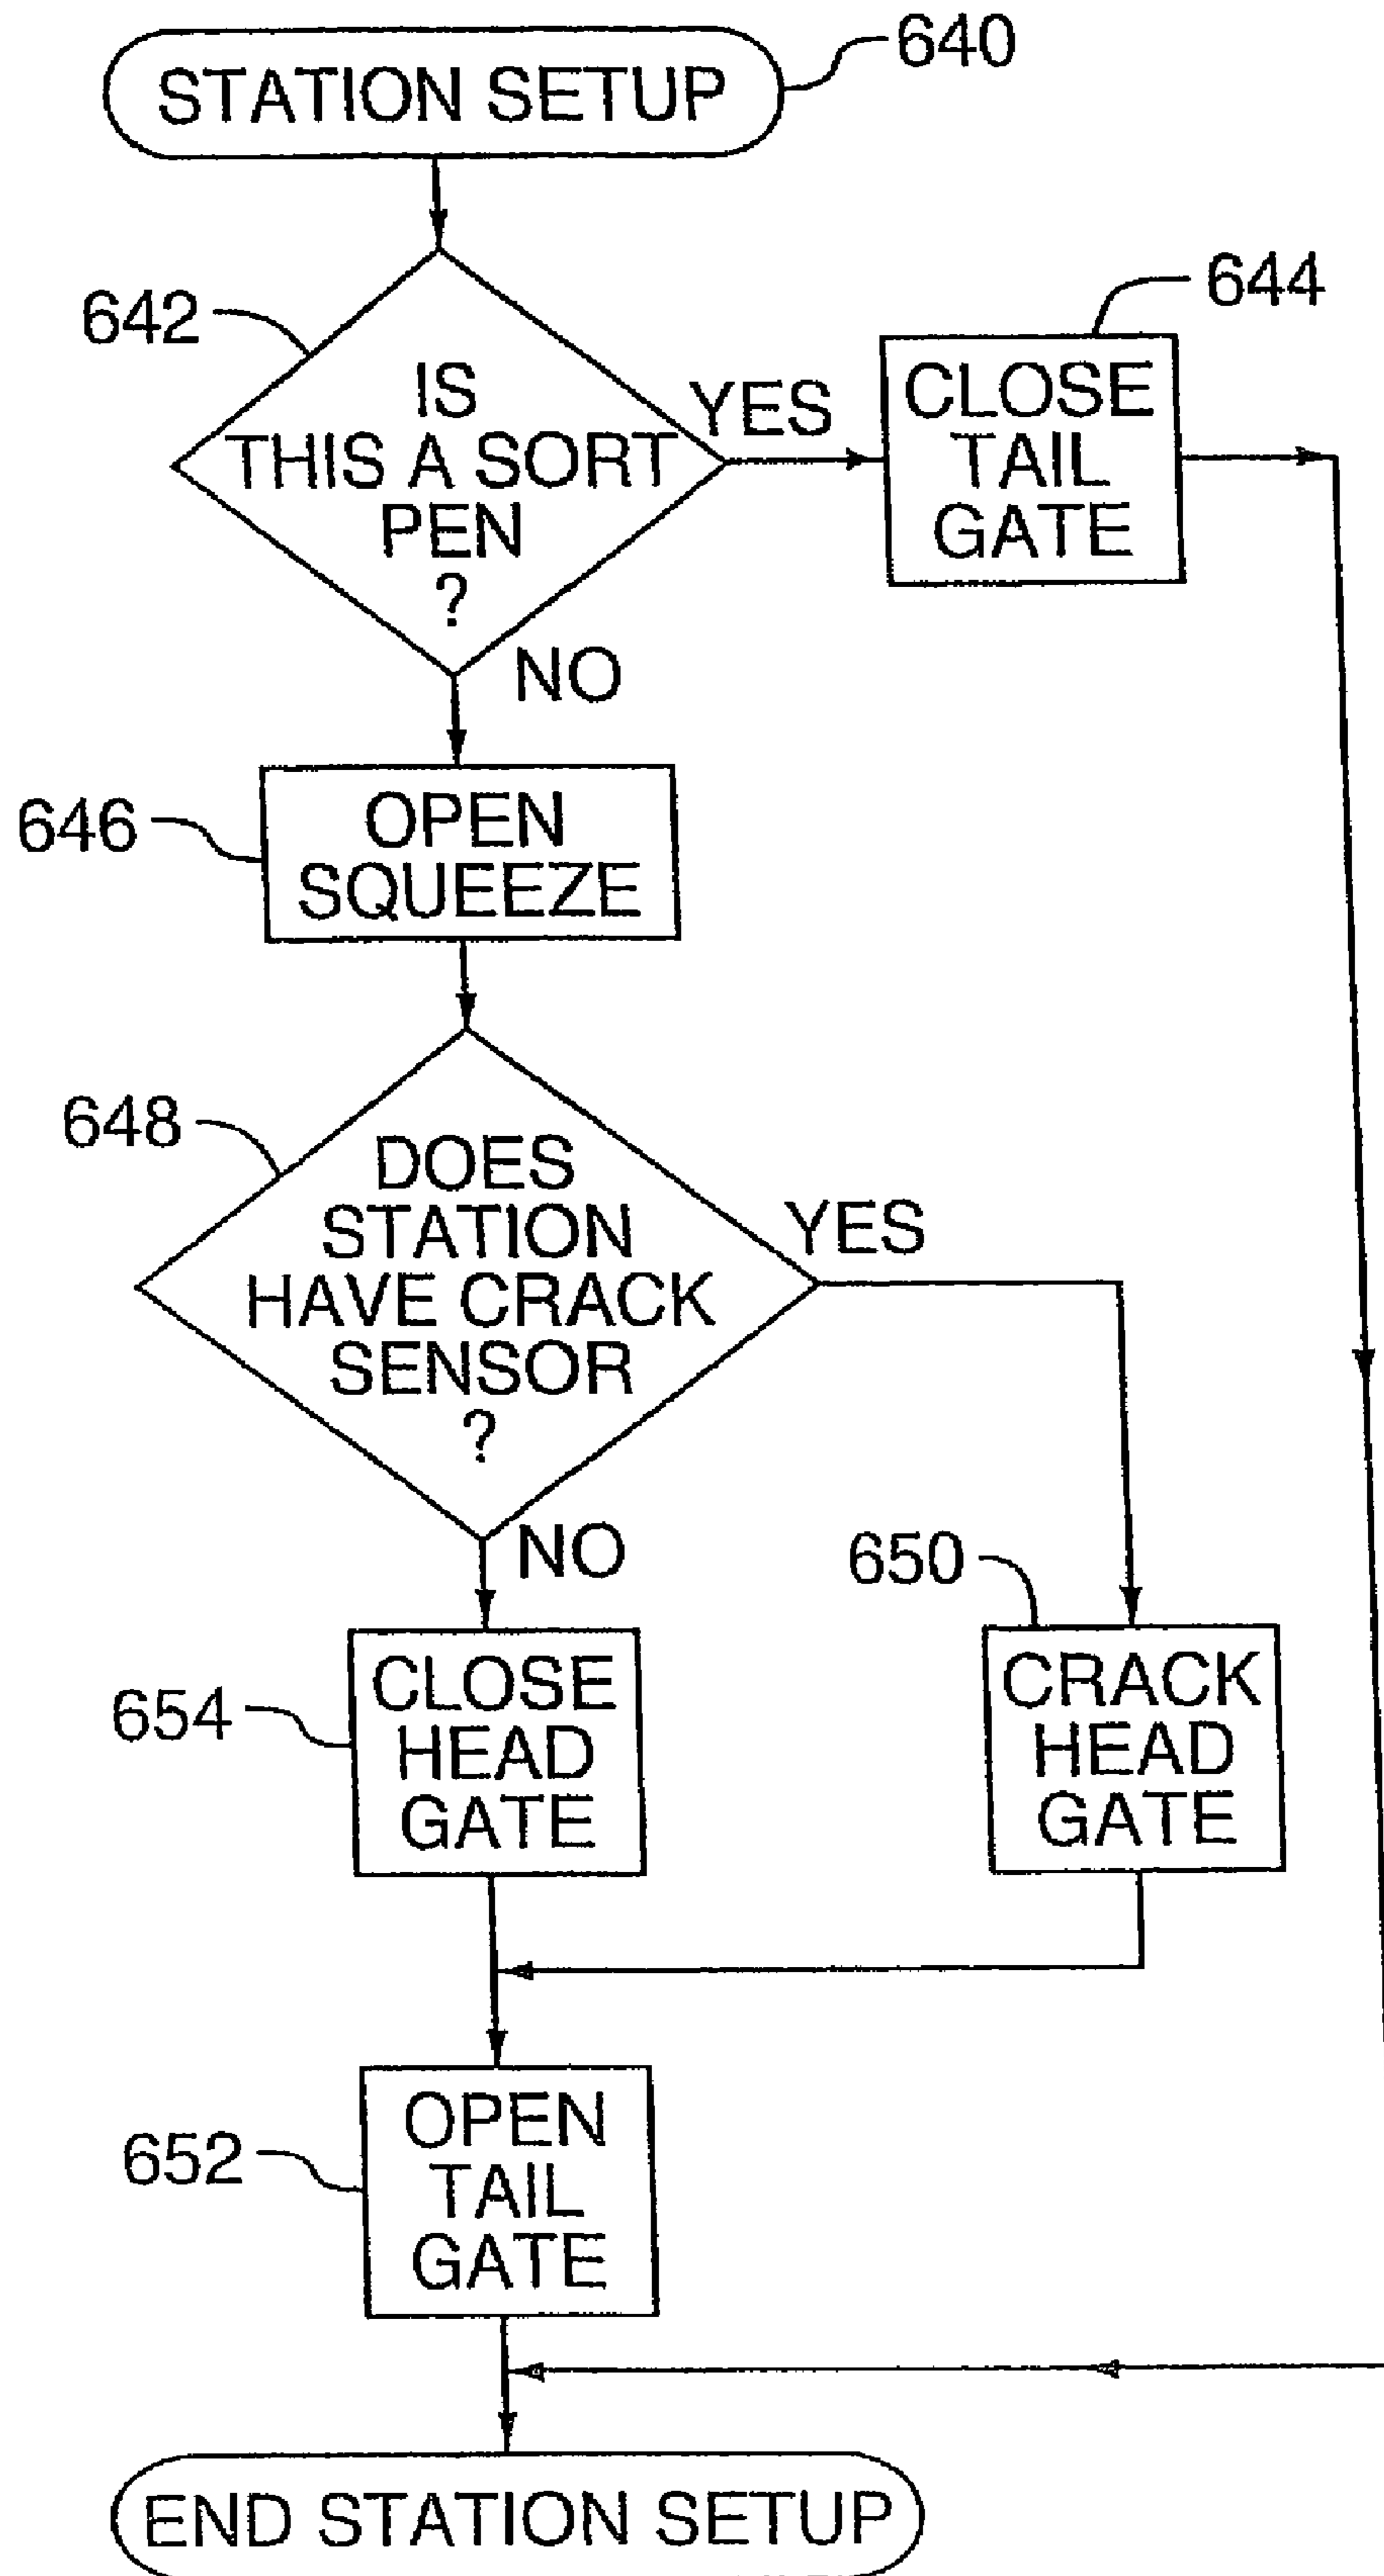 640
STATION SETUP
642
IS
THIS A SORT
PEN
?
YES
644
CLOSE
TAIL
GATE
NO
646
OPEN
SQUEEZE
648
DOES
STATION
HAVE CRACK
SENSOR
?
YES
NO
654
CLOSE
HEAD
GATE
650
CRACK
HEAD
GATE
652
OPEN
TAIL
GATE
END STATION SETUP